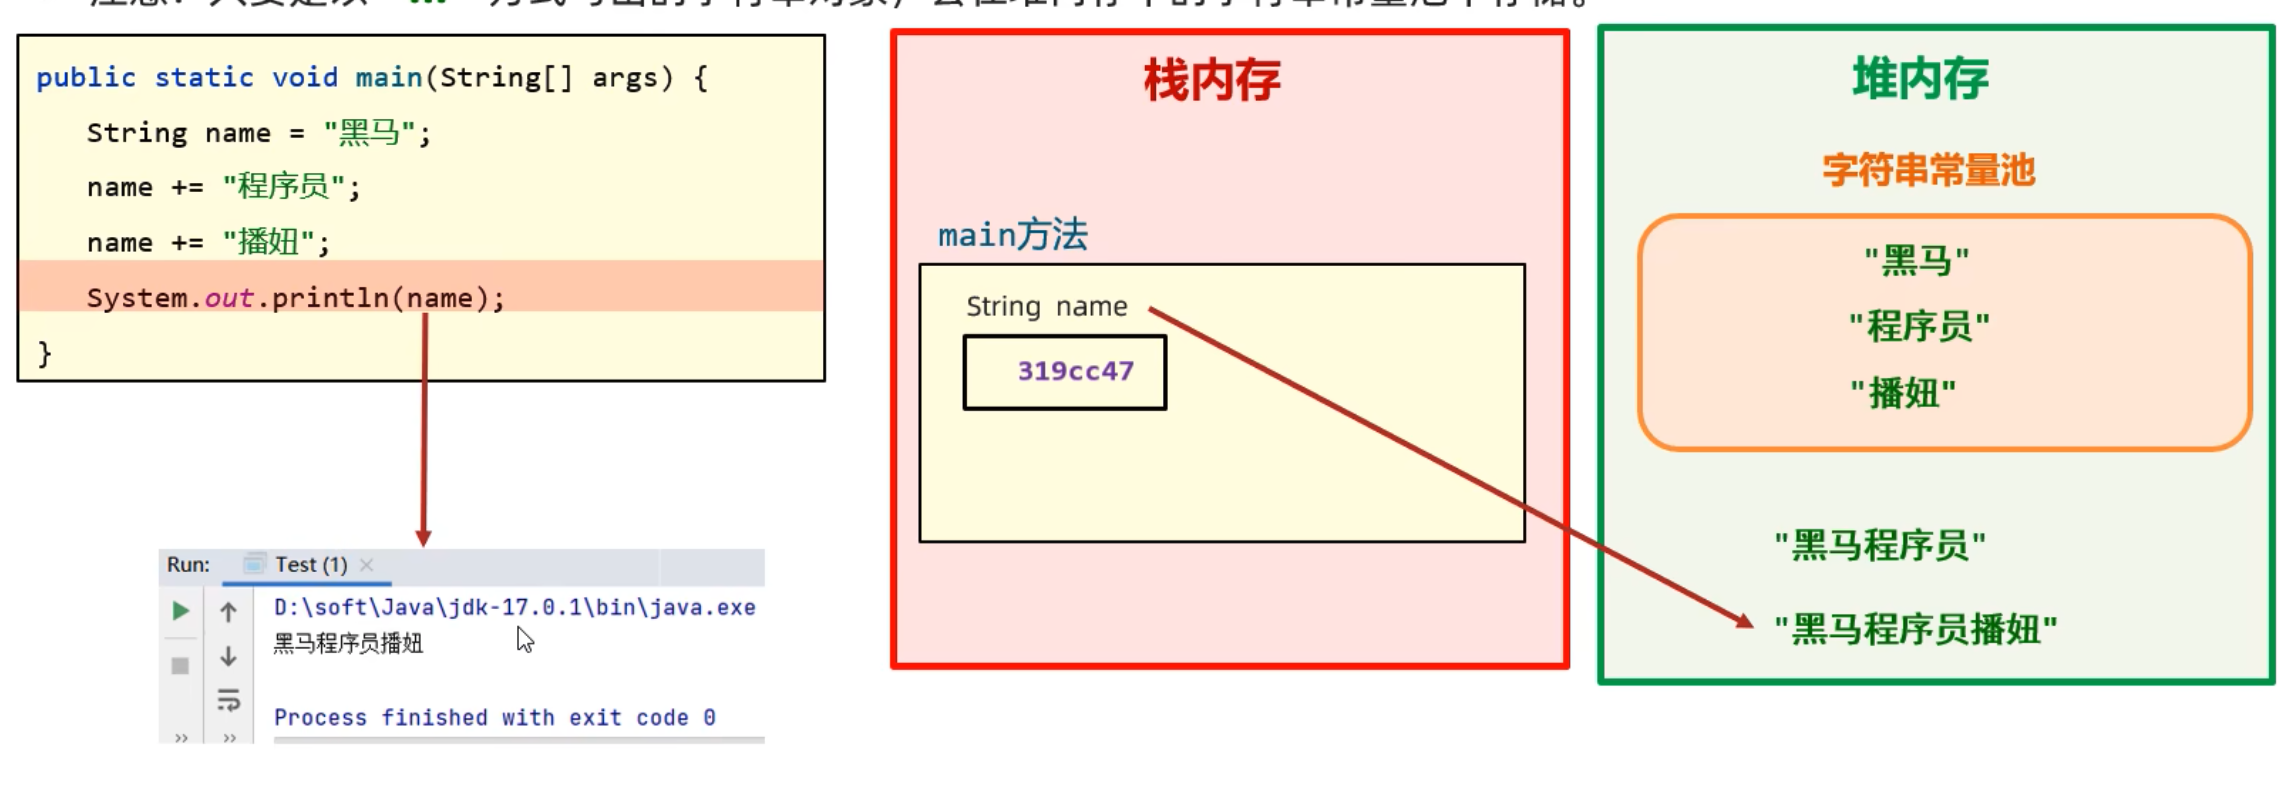 public static void main(String[] args) {
String name = "黑马";
name += "程序员";
name += "播妞";
System.out.println(name);
}
Run: Test (1)
D:\soft\Java\jdk-17.0.1\bin\java.exe
黑马程序员播妞
Process finished with exit code 0
栈内存
main方法
String name
319cc47
堆内存
字符串常量池
"黑马"
"程序员"
"播妞"
"黑马程序员"
"黑马程序员播妞"